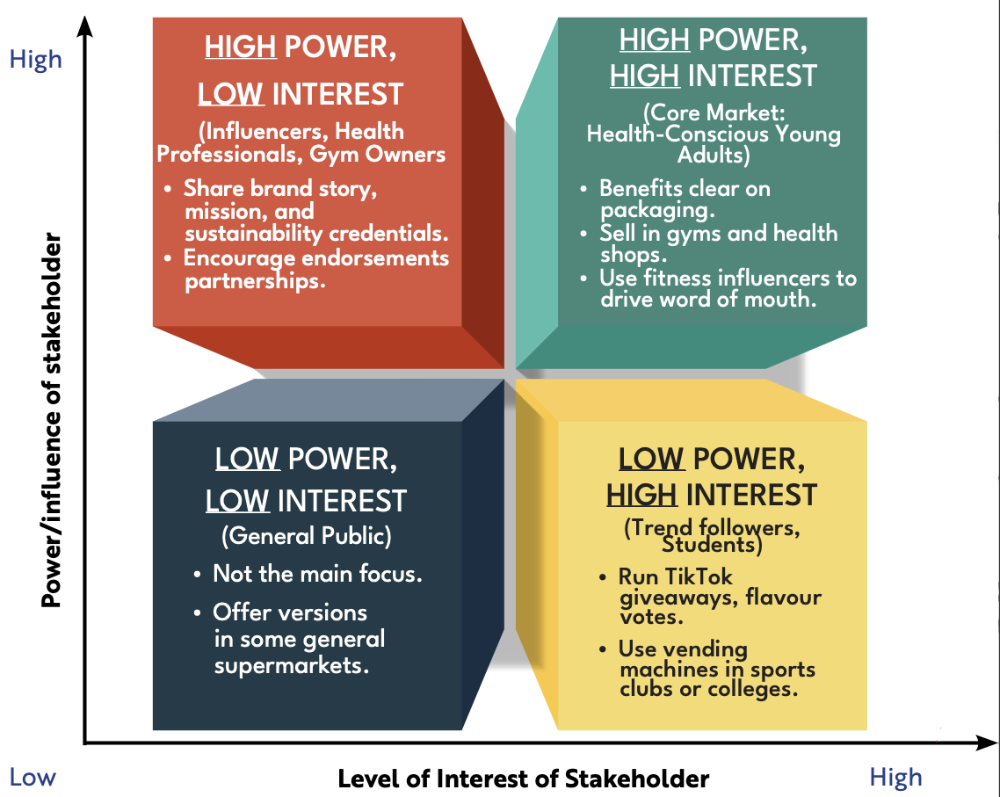 High
HIGH POWER,
LOW INTEREST
(Influencers, Health
Professionals, Gym Owners
• Share brand story,
mission, and
sustainability credentials.
• Encourage endorsements
partnerships.
HIGH POWER,
HIGH INTEREST
(Core Market:
Health-Conscious Young
Adults)
• Benefits clear on
packaging.
• Sell in gyms and health
shops.
• Use fitness influencers to
drive word of mouth.
Power/influence of stakeholder
LOW POWER,
LOW INTEREST
(General Public)
• Not the main focus.
• Offer versions
in some general
supermarkets.
LOW POWER,
HIGH INTEREST
(Trend followers,
Students)
• Run TikTok
giveaways, flavour
votes.
• Use vending
machines in sports
clubs or colleges.
Low
Level of Interest of Stakeholder
High